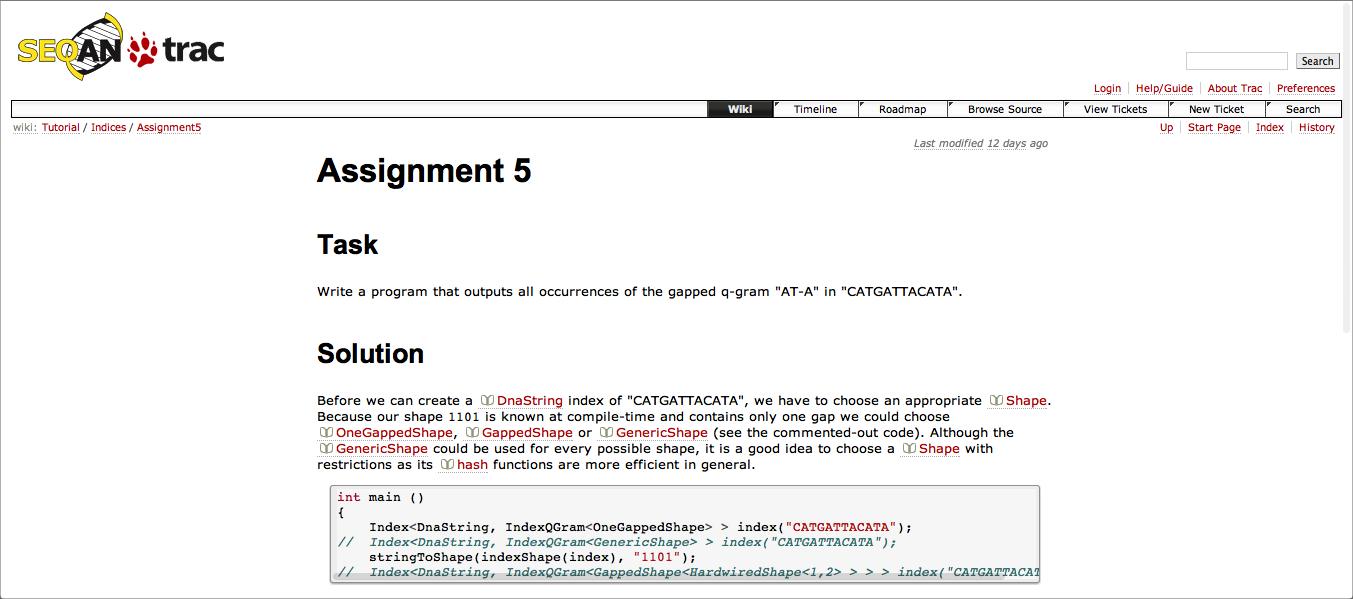 SEQAN trac
Search
Login Help/Guide About Trac Preferences
Wiki Timeline Roadmap Browse Source View Tickets New Ticket Search
wiki: Tutorial / Indices / Assignment5 Up Start Page Index History
Last modified 12 days ago
Assignment 5
Task
Write a program that outputs all occurrences of the gapped q-gram "AT-A" in "CATGATTACATA".
Solution
Before we can create a DnaString index of "CATGATTACATA", we have to choose an appropriate Shape.
Because our shape 1101 is known at compile-time and contains only one gap we could choose
OneGappedShape, GappedShape or GenericShape (see the commented-out code). Although the
GenericShape could be used for every possible shape, it is a good idea to choose a Shape with
restrictions as its hash functions are more efficient in general.
int main ()
{
    Index<DnaString, IndexQGram<OneGappedShape> > index("CATGATTACATA");
//  Index<DnaString, IndexQGram<GenericShape> > index("CATGATTACATA");
    stringToShape(indexShape(index), "1101");
//  Index<DnaString, IndexQGram<GappedShape<HardwiredShape<1,2> > > > index("CATGATTACAT